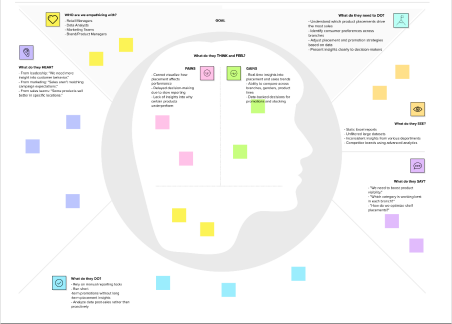 WHO are we empathizing with?
- Retail Managers
- Data Analysts
- Marketing Teams
- Brand/Product Managers
GOAL
What do they need to DO?
- Understand which product placements drive
the most sales
- Identify consumer preferences across
branches
- Adjust placement and promotion strategies
based on data
- Present insights clearly to decision-makers
What do they HEAR?
- From leadership: "We need more
insight into customer behavior."
- From marketing: "Sales aren't matching
campaign expectations."
- From sales teams: "Some products sell
better in specific locations."
What do they THINK and FEEL?
PAINS
- Cannot visualize how
placement affects
performance
- Delayed decision-making
due to slow reporting
- Lack of insights into why
certain products
underperform
GAINS
- Real-time insights into
placement and sales trends
- Ability to compare across
branches, genders, product
lines
- Data-backed decisions for
promotions and stocking
What do they SEE?
- Static Excel reports
- Unfiltered large datasets
- Inconsistent insights from various departments
- Competitor brands using advanced analytics
What do they SAY?
- "We need to boost product
visibility."
- "Which category is working best
in each branch?"
- "How do we optimize shelf
placement?"
What do they DO?
- Rely on manual reporting tools
- Run short-
term promotions without long
-term placement insights
- Analyze data post-sales rather than
proactively